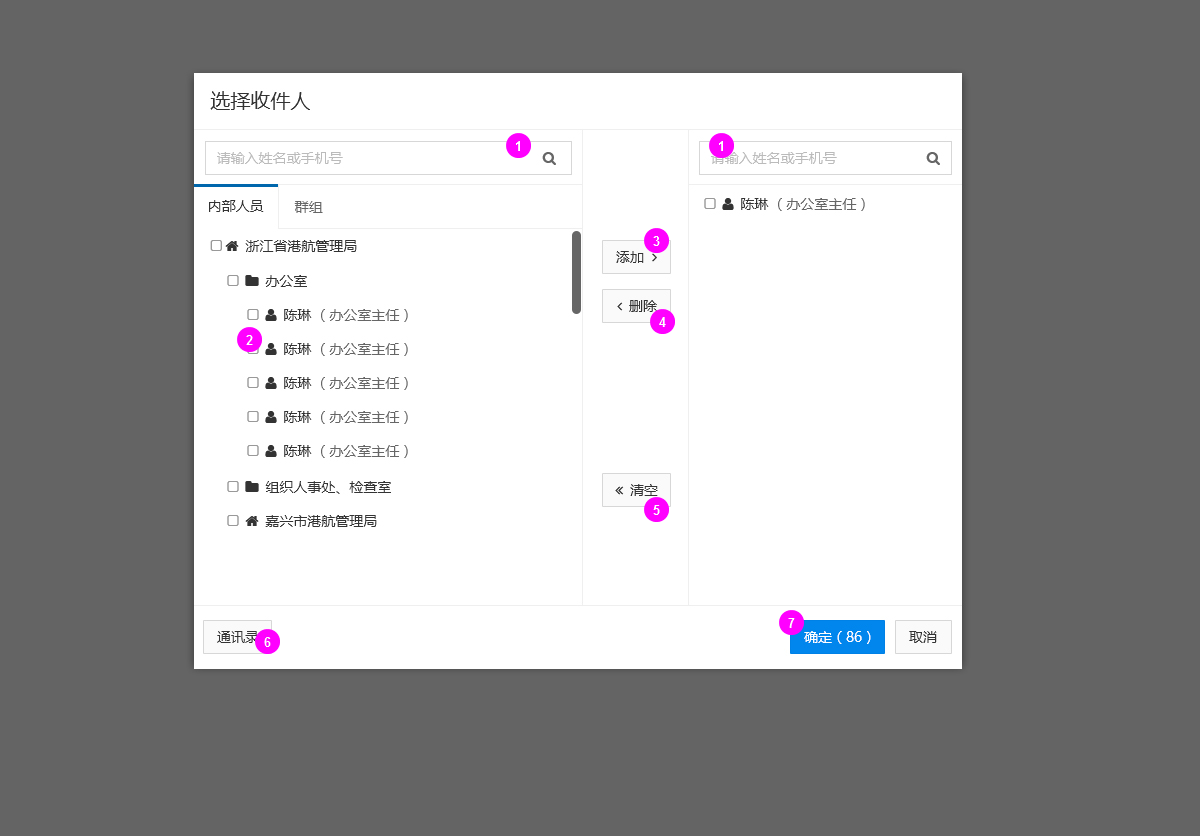 选择收件人
请输入姓名或手机号
1
内部人员
群组
浙江省港航管理局
办公室
陈琳（办公室主任）
2
陈琳（办公室主任）
陈琳（办公室主任）
陈琳（办公室主任）
陈琳（办公室主任）
组织人事处、检查室
嘉兴市港航管理局
添加
3
删除
4
清空
5
1
请输入姓名或手机号
陈琳（办公室主任）
通讯录
6
7
确定（86）
取消